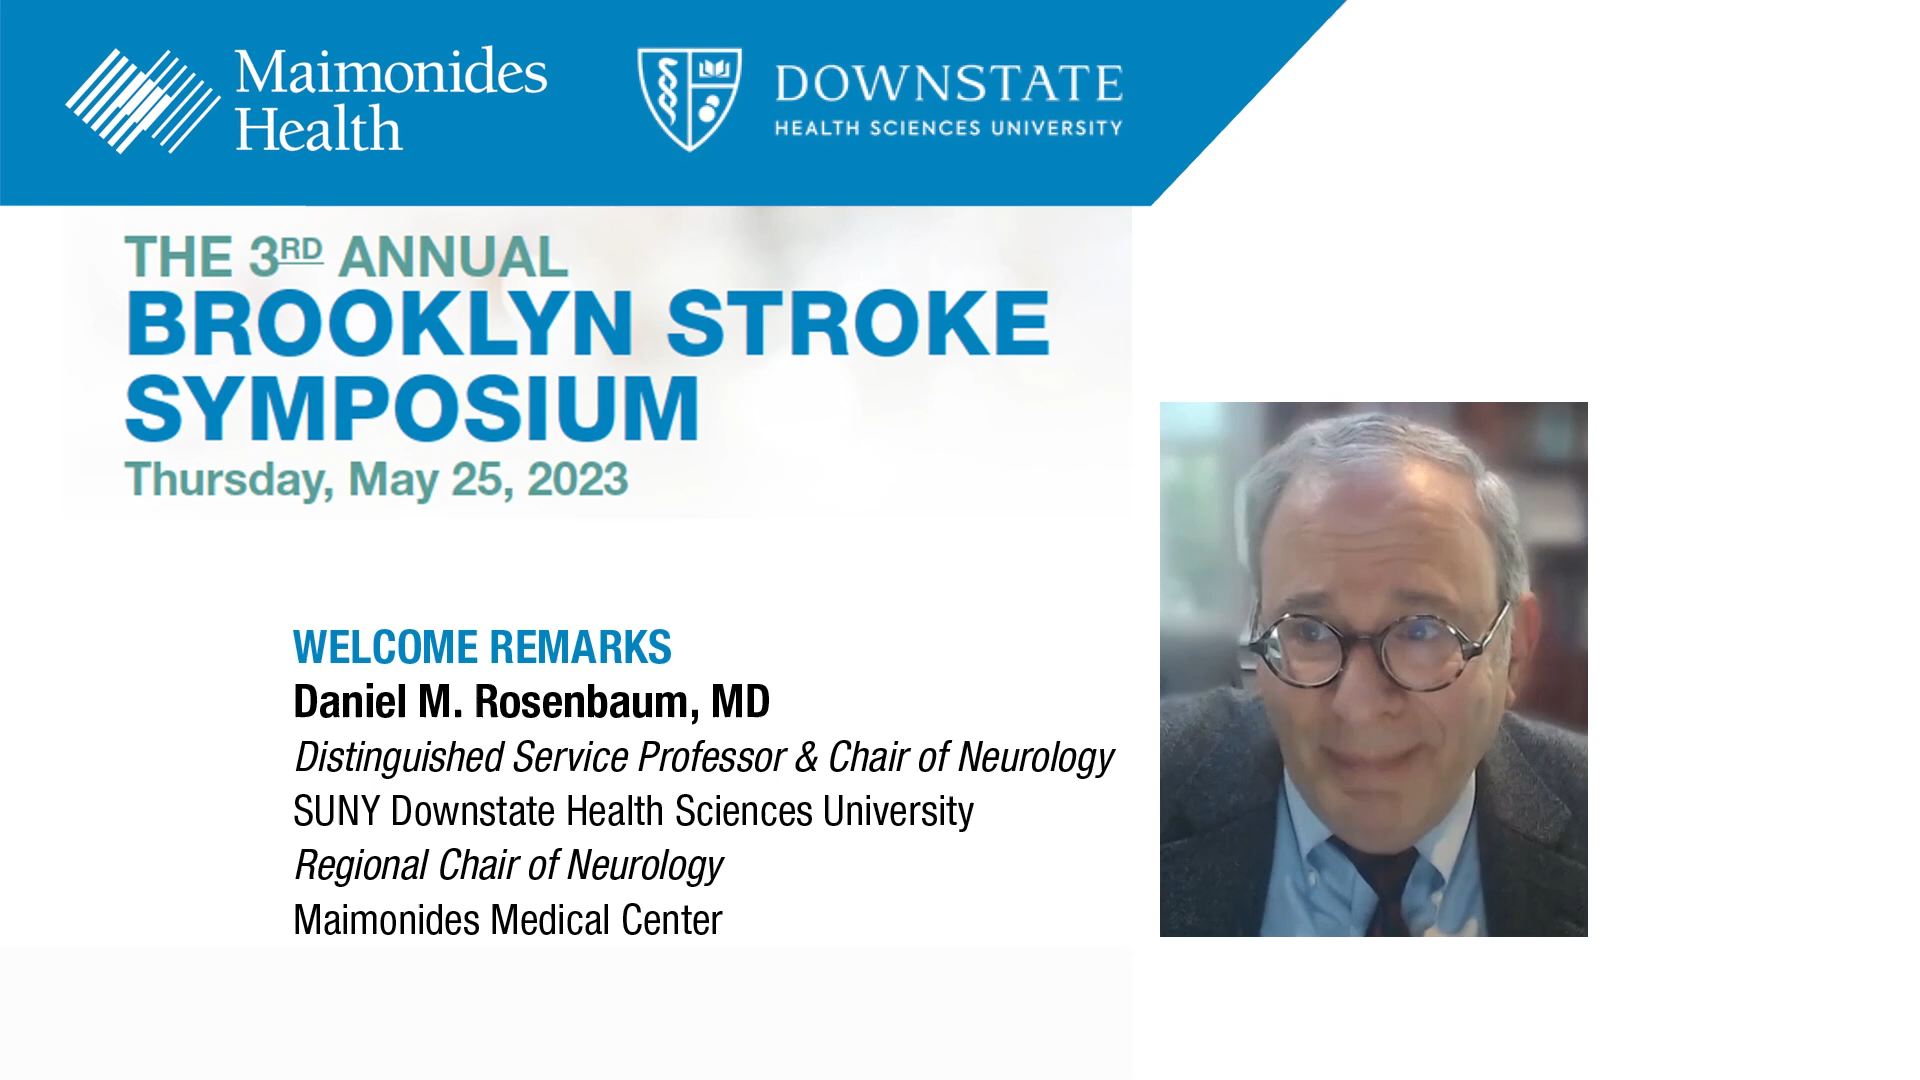 Maimonides
Health
DOWNSTATE
HEALTH SCIENCES UNIVERSITY
THE 3RD ANNUAL
BROOKLYN STROKE
SYMPOSIUM
Thursday, May 25, 2023
WELCOME REMARKS
Daniel M. Rosenbaum, MD
Distinguished Service Professor & Chair of Neurology
SUNY Downstate Health Sciences University
Regional Chair of Neurology
Maimonides Medical Center